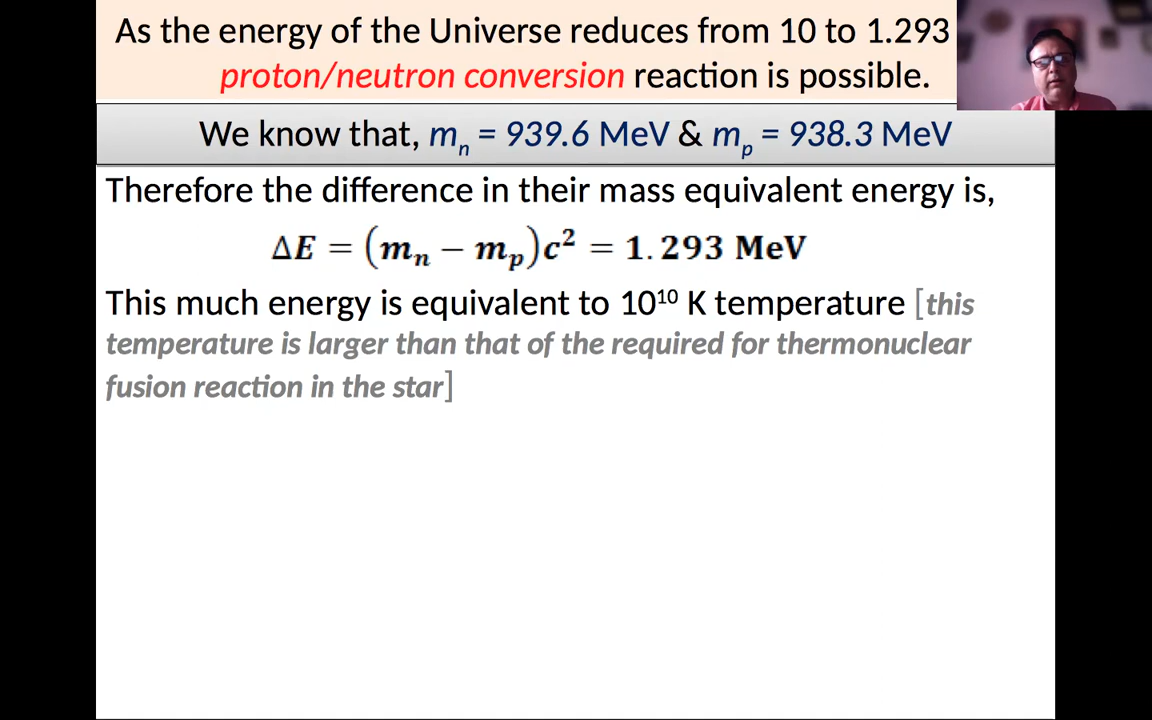 As the energy of the Universe reduces from 10 to 1.293
proton/neutron conversion reaction is possible.
We know that, mₙ = 939.6 MeV & mₚ = 938.3 MeV
Therefore the difference in their mass equivalent energy is,
ΔE = (mₙ − mₚ)c² = 1.293 MeV
This much energy is equivalent to 10¹⁰ K temperature [this
temperature is larger than that of the required for thermonuclear
fusion reaction in the star]